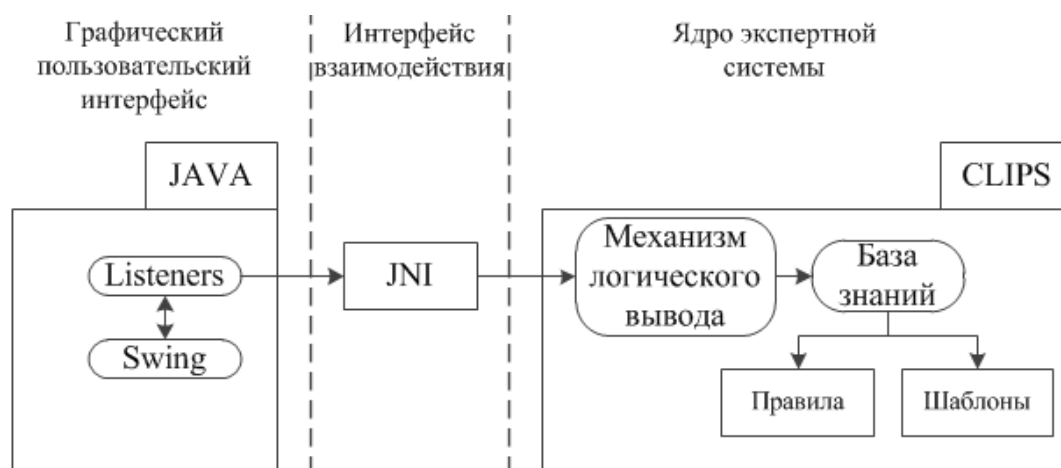 Графический
пользовательский
интерфейс
Интерфейс
взаимодействия
Ядро экспертной
системы
JAVA
CLIPS
Listeners
Swing
JNI
Механизм
логического
вывода
База
знаний
Правила
Шаблоны